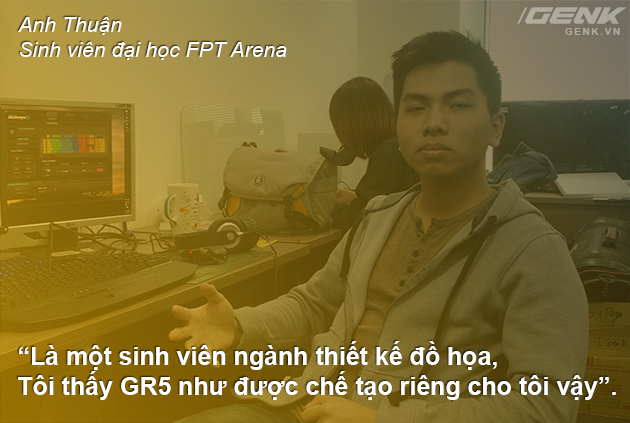 Anh Thuận
Sinh viên đại học FPT Arena
GENK
GENK.VN
“Là một sinh viên ngành thiết kế đồ họa,
Tôi thấy GR5 như được chế tạo riêng cho tôi vậy”.